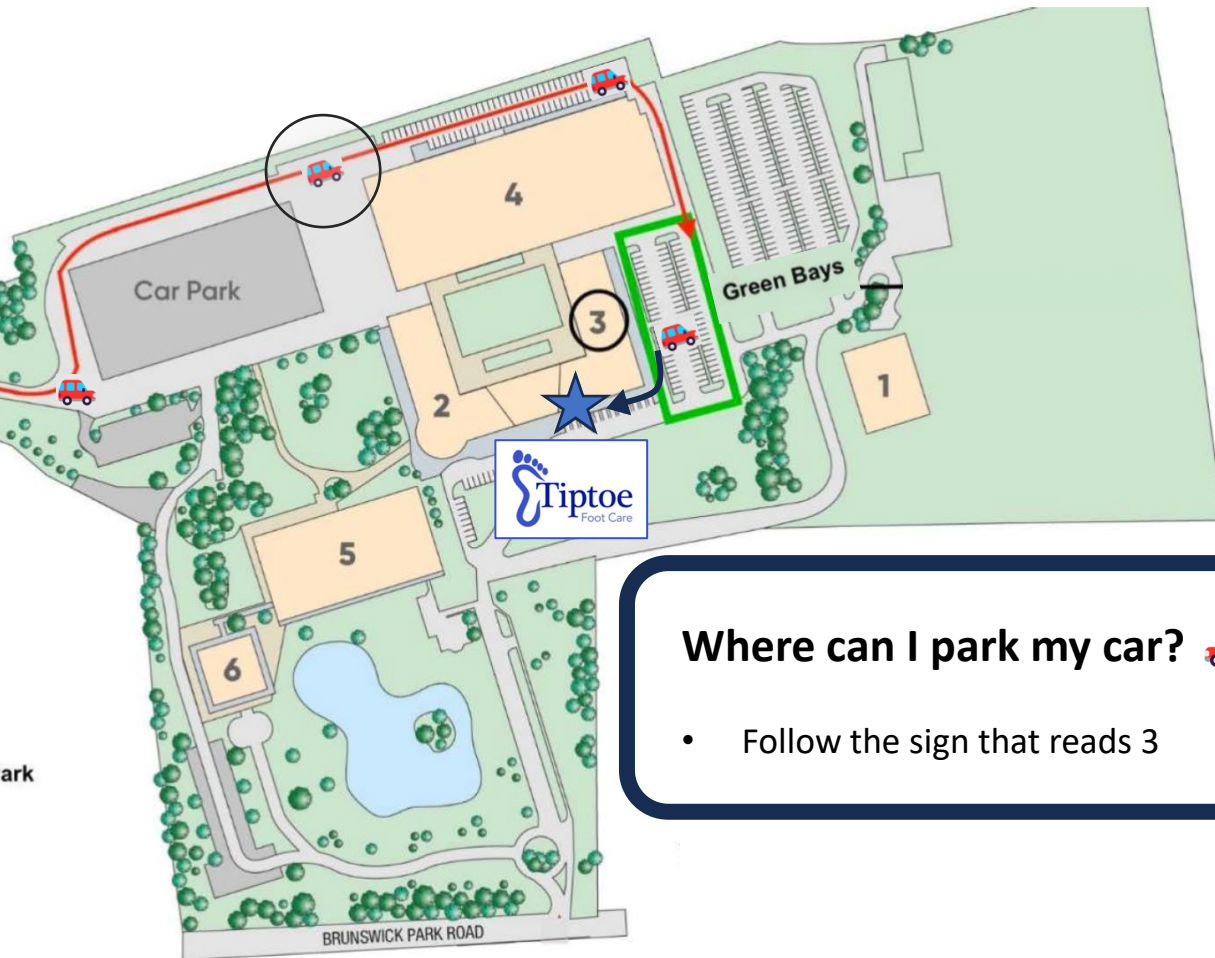 4
Car Park
Green Bays
3
1
2
Tiptoe
Foot Care
5
6
Where can I park my car?
• Follow the sign that reads 3
ark
BRUNSWICK PARK ROAD